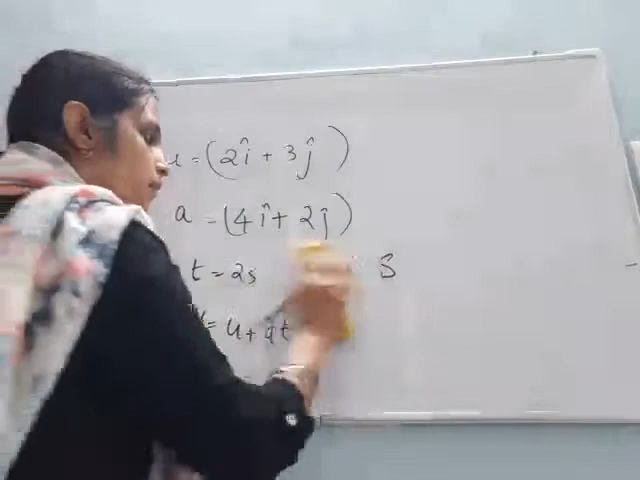 u = (2î + 3ĵ)
a = (4î + 2ĵ)
t = 2s
S
= u + at